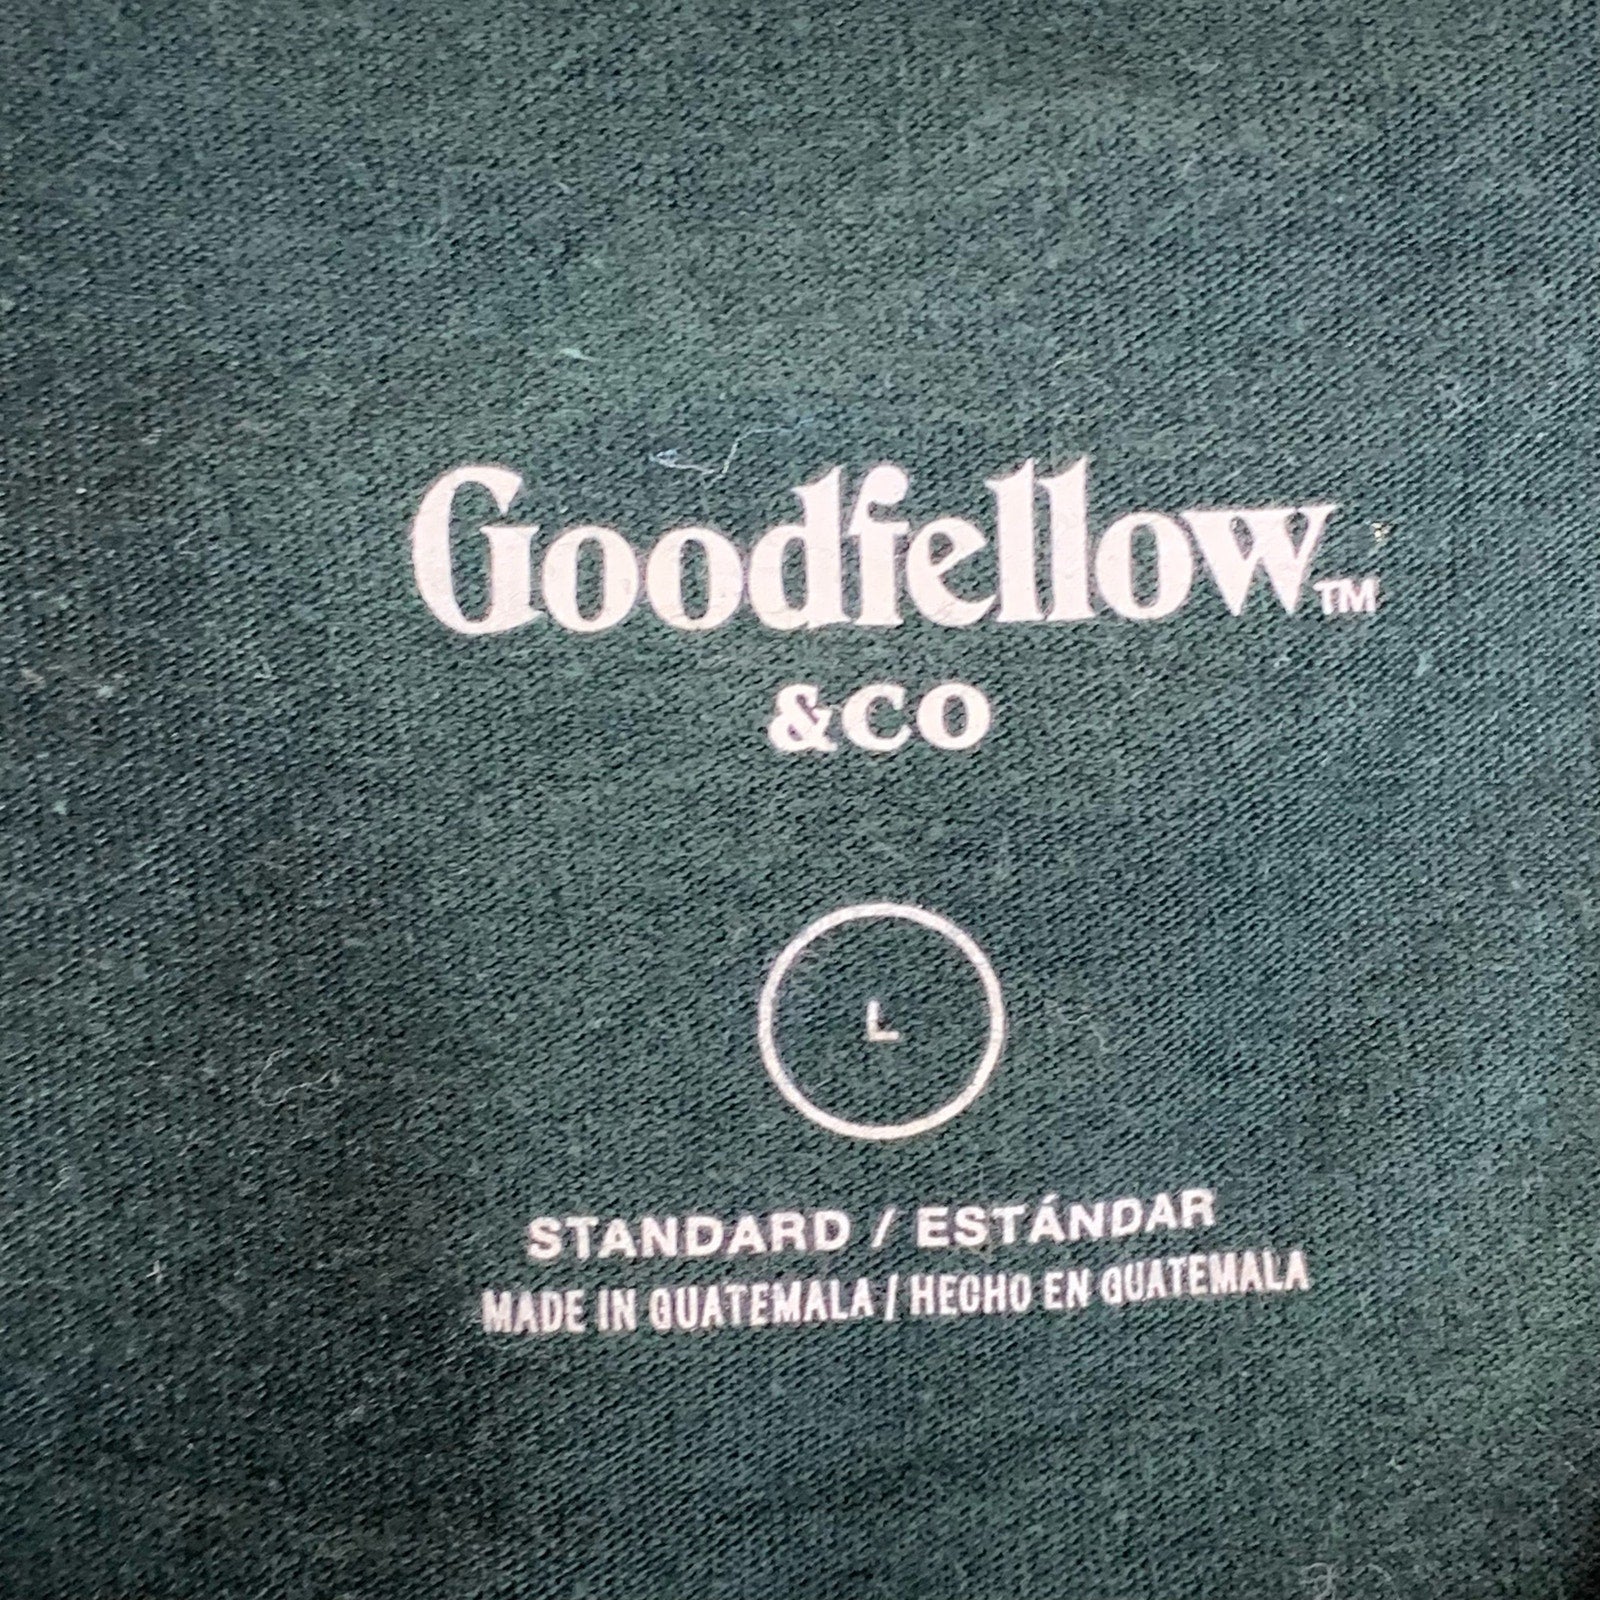 Goodfellow™
&CO
L
STANDARD / ESTÁNDAR
MADE IN GUATEMALA / HECHO EN GUATEMALA